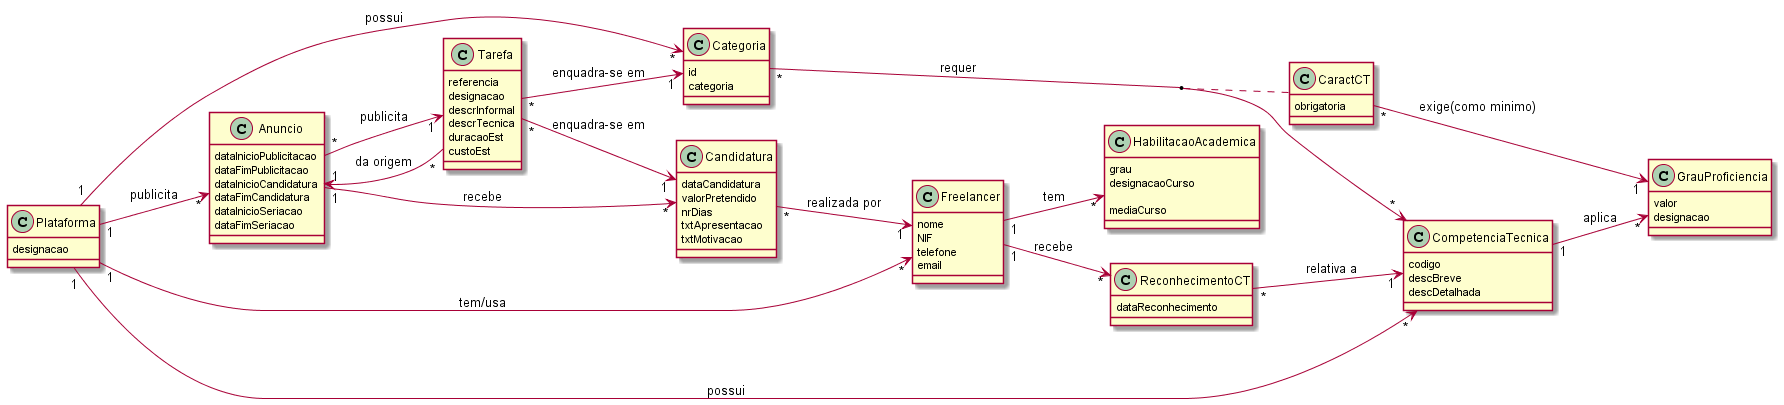 possui
C Categoria
id
categoria
C Tarefa
referencia
designacao
descrInformal
descrTecnica
duracaoEst
custoEst
enquadra-se em
* 1
enquadra-se em
* 1
requer
* *
C CaractCT
obrigatoria
exige(como minimo)
* 1
publicita
* 1
da origem
1 *
C Anuncio
dataInicioPublicitacao
dataFimPublicitacao
dataInicioCandidatura
dataFimCandidatura
dataInicioSeriacao
dataFimSeriacao
recebe
1 *
C Candidatura
dataCandidatura
valorPretendido
nrDias
txtApresentacao
txtMotivacao
realizada por
* 1
C HabilitacaoAcademica
grau
designacaoCurso
mediaCurso
C GrauProficiencia
valor
designacao
C Freelancer
nome
NIF
telefone
email
tem
1 *
recebe
1 *
C Plataforma
designacao
1 *
publicita
1 *
C ReconhecimentoCT
dataReconhecimento
relativa a
* 1
C CompetenciaTecnica
codigo
descBreve
descDetalhada
aplica
1 *
tem/usa
1 *
possui
1 *